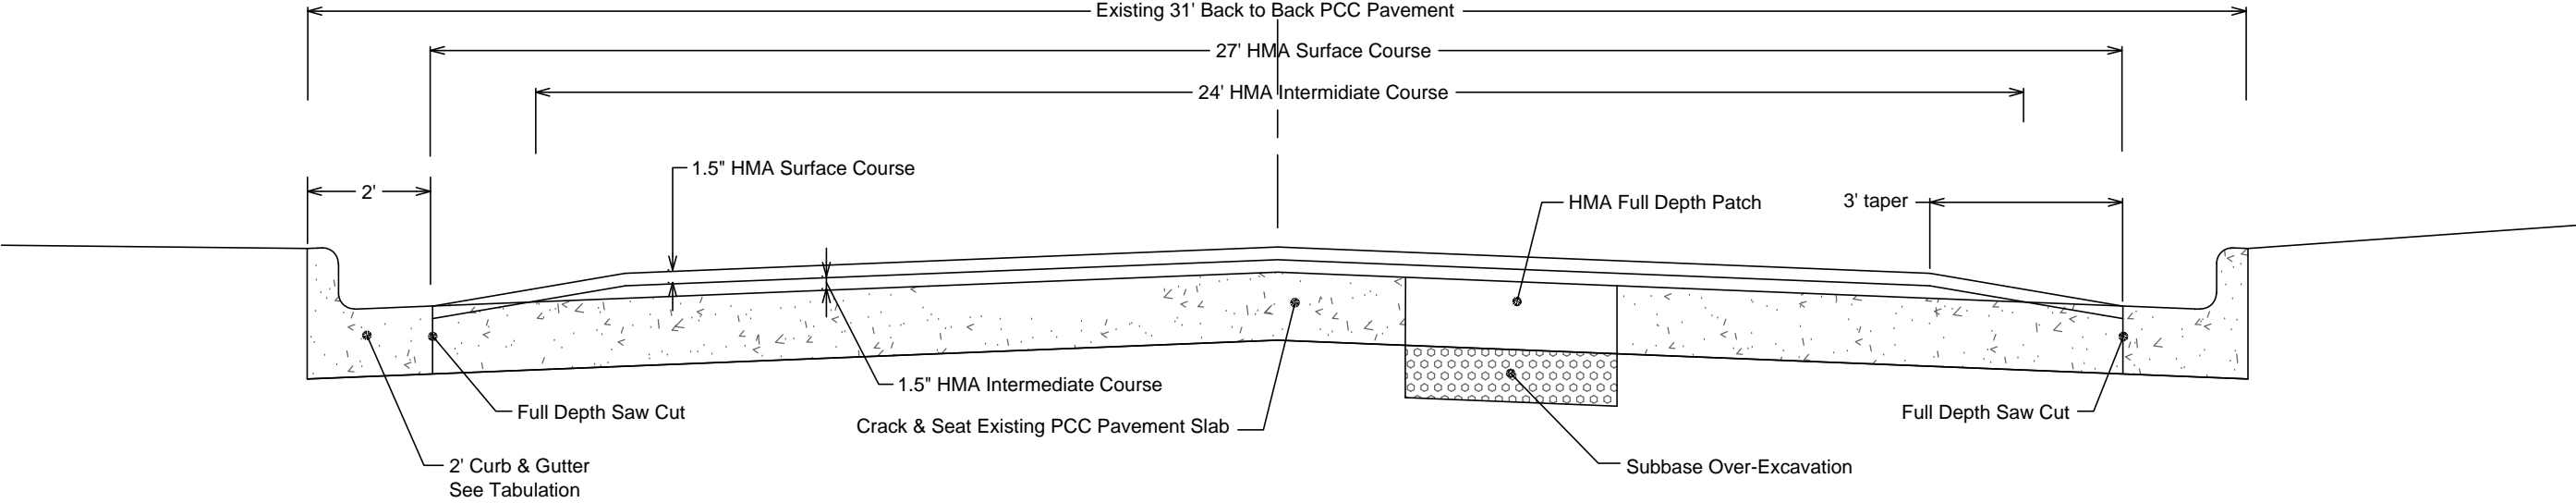 Existing 31' Back to Back PCC Pavement
27' HMA Surface Course
24' HMA Intermidiate Course
1.5" HMA Surface Course
2'
HMA Full Depth Patch
3' taper
1.5" HMA Intermediate Course
Full Depth Saw Cut
Crack & Seat Existing PCC Pavement Slab
Full Depth Saw Cut
2' Curb & Gutter
See Tabulation
Subbase Over-Excavation